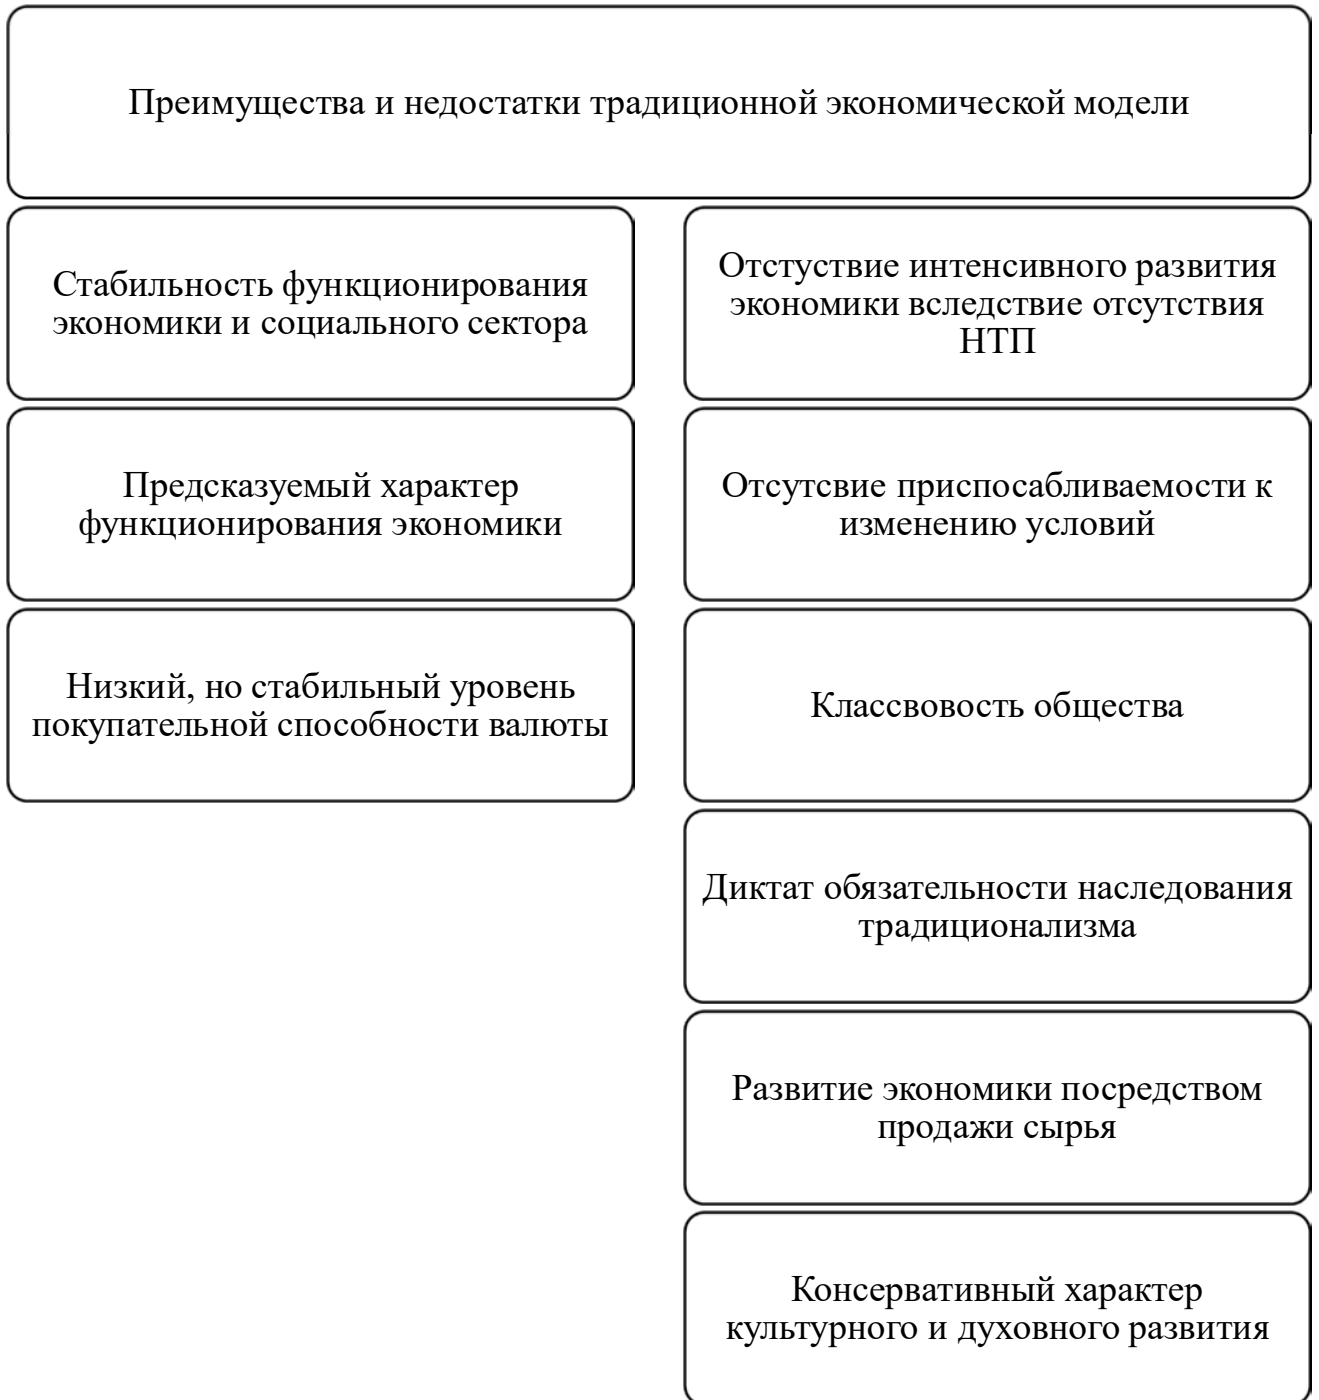 Преимущества и недостатки традиционной экономической модели
Стабильность функционирования
экономики и социального сектора
Отстуствие интенсивного развития
экономики вследствие отсутствия
НТП
Предсказуемый характер
функционирования экономики
Отсутсвие приспосабливаемости к
изменению условий
Низкий, но стабильный уровень
покупательной способности валюты
Классвовость общества
Диктат обязательности наследования
традиционализма
Развитие экономики посредством
продажи сырья
Консервативный характер
культурного и духовного развития